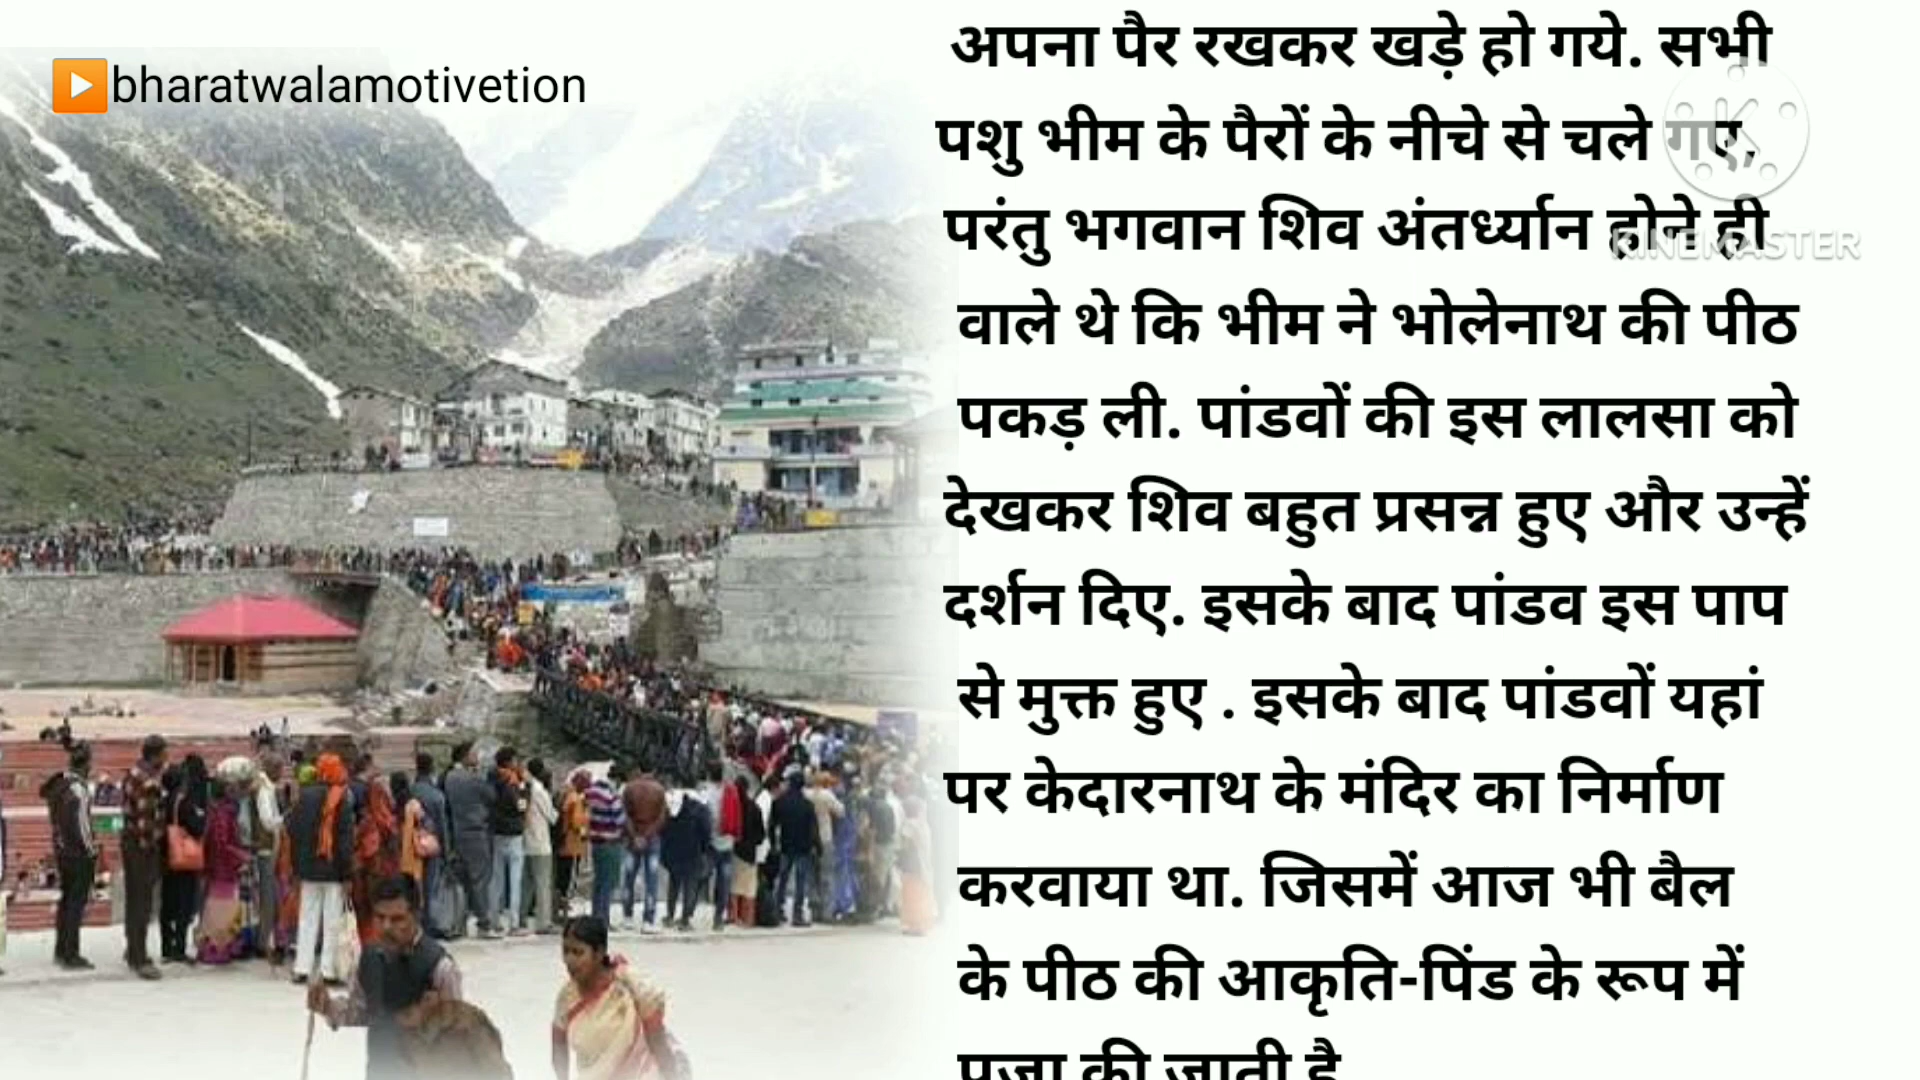 bharatwalamotivetion
अपना पैर रखकर खड़े हो गये. सभी
पशु भीम के पैरों के नीचे से चले गए,
परंतु भगवान शिव अंतर्ध्यान होने ही
वाले थे कि भीम ने भोलेनाथ की पीठ
पकड़ ली. पांडवों की इस लालसा को
देखकर शिव बहुत प्रसन्न हुए और उन्हें
दर्शन दिए. इसके बाद पांडव इस पाप
से मुक्त हुए . इसके बाद पांडवों यहां
पर केदारनाथ के मंदिर का निर्माण
करवाया था. जिसमें आज भी बैल
के पीठ की आकृति-पिंड के रूप में
पूजा की जाती है
K
KINEMASTER